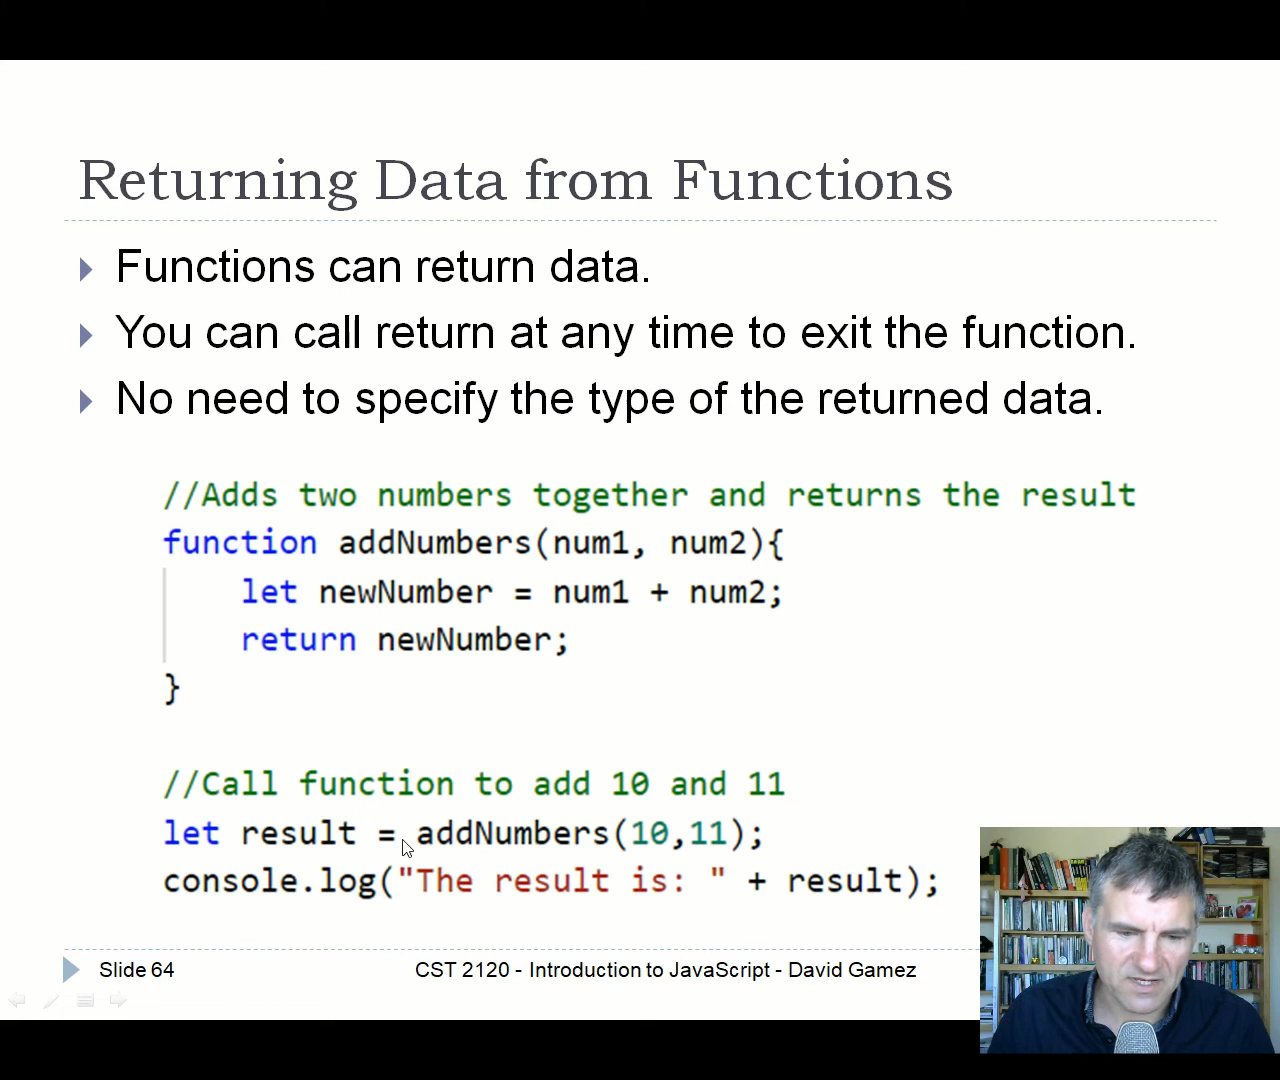 Returning Data from Functions
Functions can return data.
You can call return at any time to exit the function.
No need to specify the type of the returned data.
//Adds two numbers together and returns the result
function addNumbers(num1, num2){
let newNumber = num1 + num2;
return newNumber;
}
//Call function to add 10 and 11
let result = addNumbers(10,11);
console.log("The result is: " + result);
Slide 64
CST 2120 - Introduction to JavaScript - David Gamez